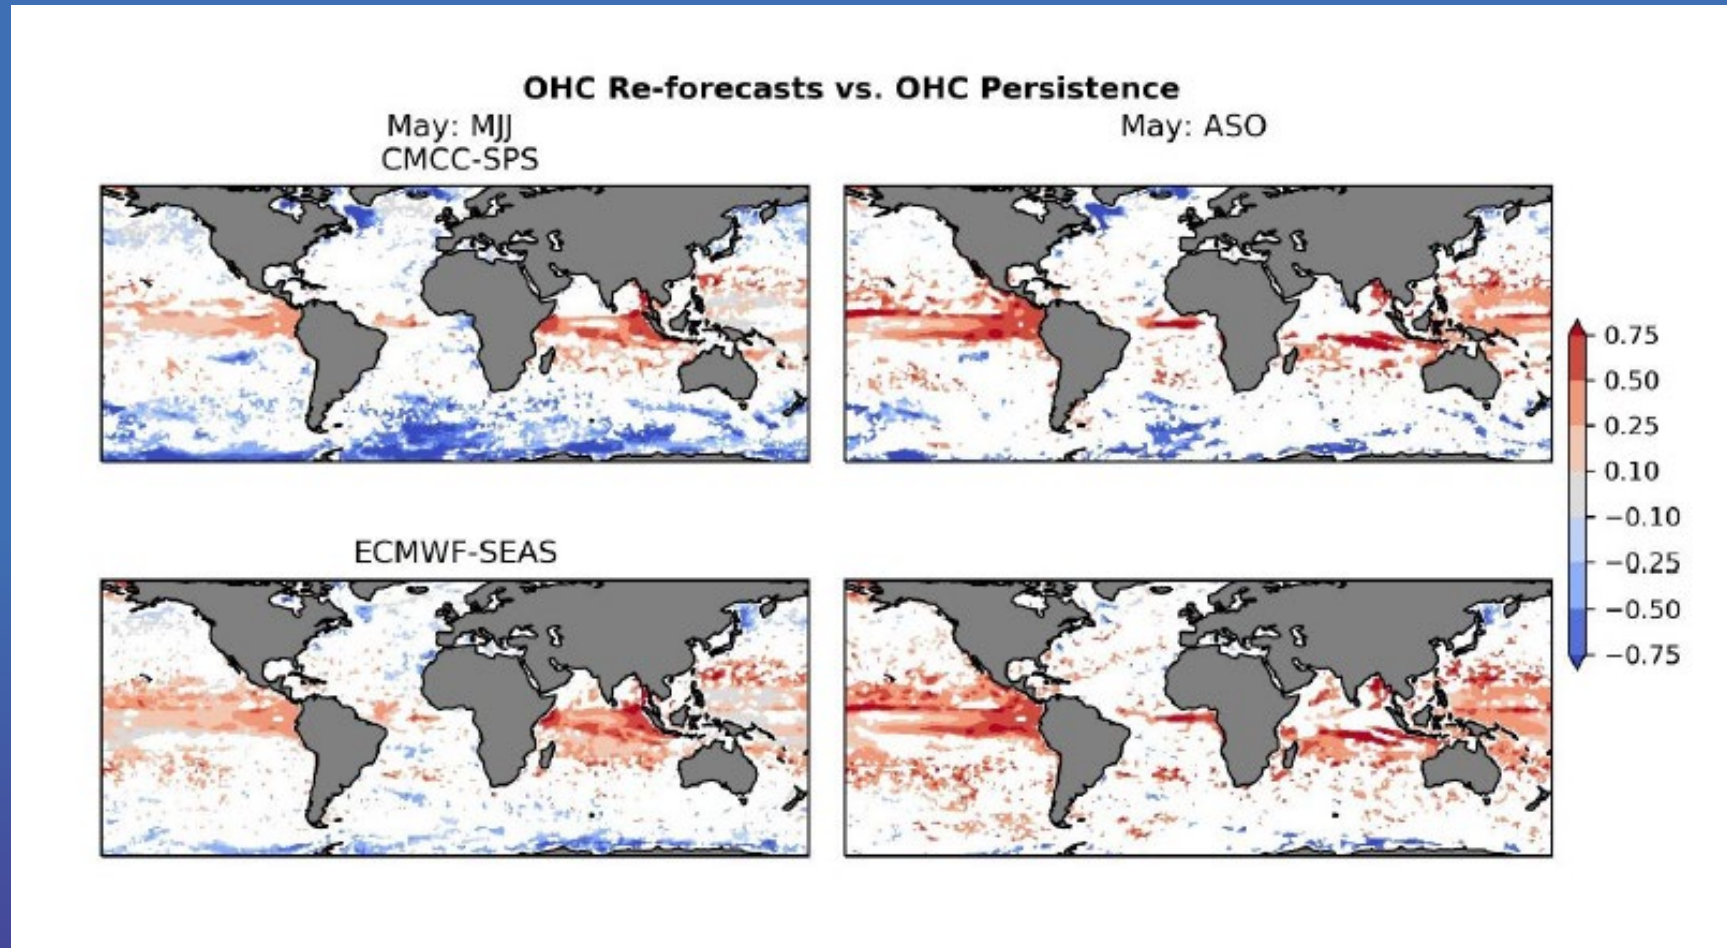 OHC Re-forecasts vs. OHC Persistence
May: MJJ
CMCC-SPS
May: ASO
0.75
0.50
0.25
0.10
−0.10
−0.25
−0.50
−0.75
ECMWF-SEAS